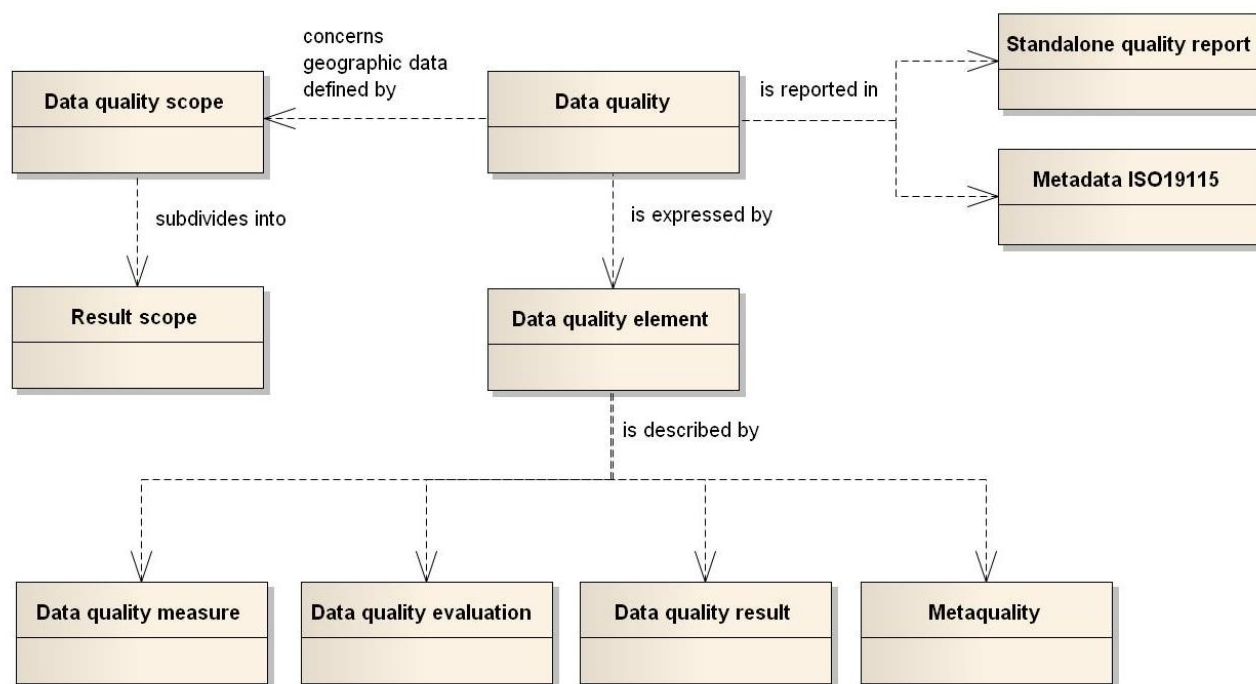 concerns
geographic data
defined by
Standalone quality report
Data quality scope
Data quality
is reported in
Metadata ISO19115
subdivides into
is expressed by
Result scope
Data quality element
is described by
Data quality measure
Data quality evaluation
Data quality result
Metaquality